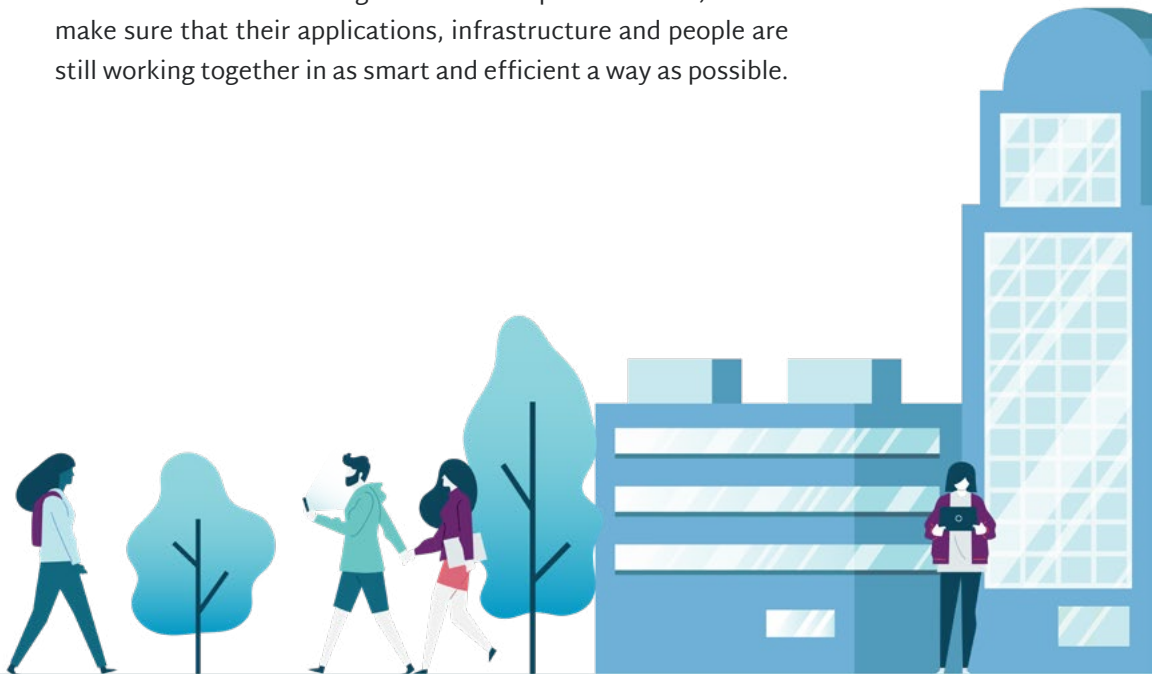 make sure that their applications, infrastructure and people are
still working together in as smart and efficient a way as possible.